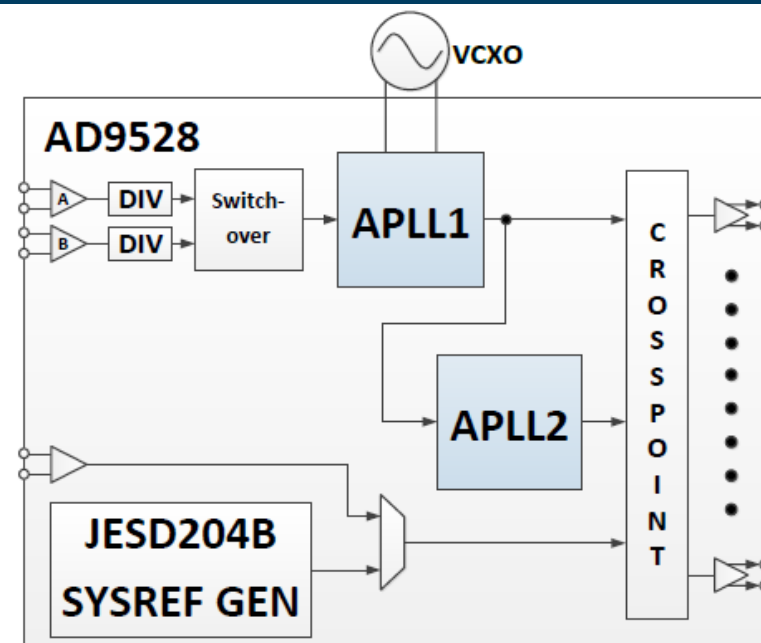 VCXO
AD9528
A
DIV
Switch-
over
B
DIV
APLL1
APLL2
C
R
O
S
S
P
O
I
N
T
JESD204B
SYSREF GEN